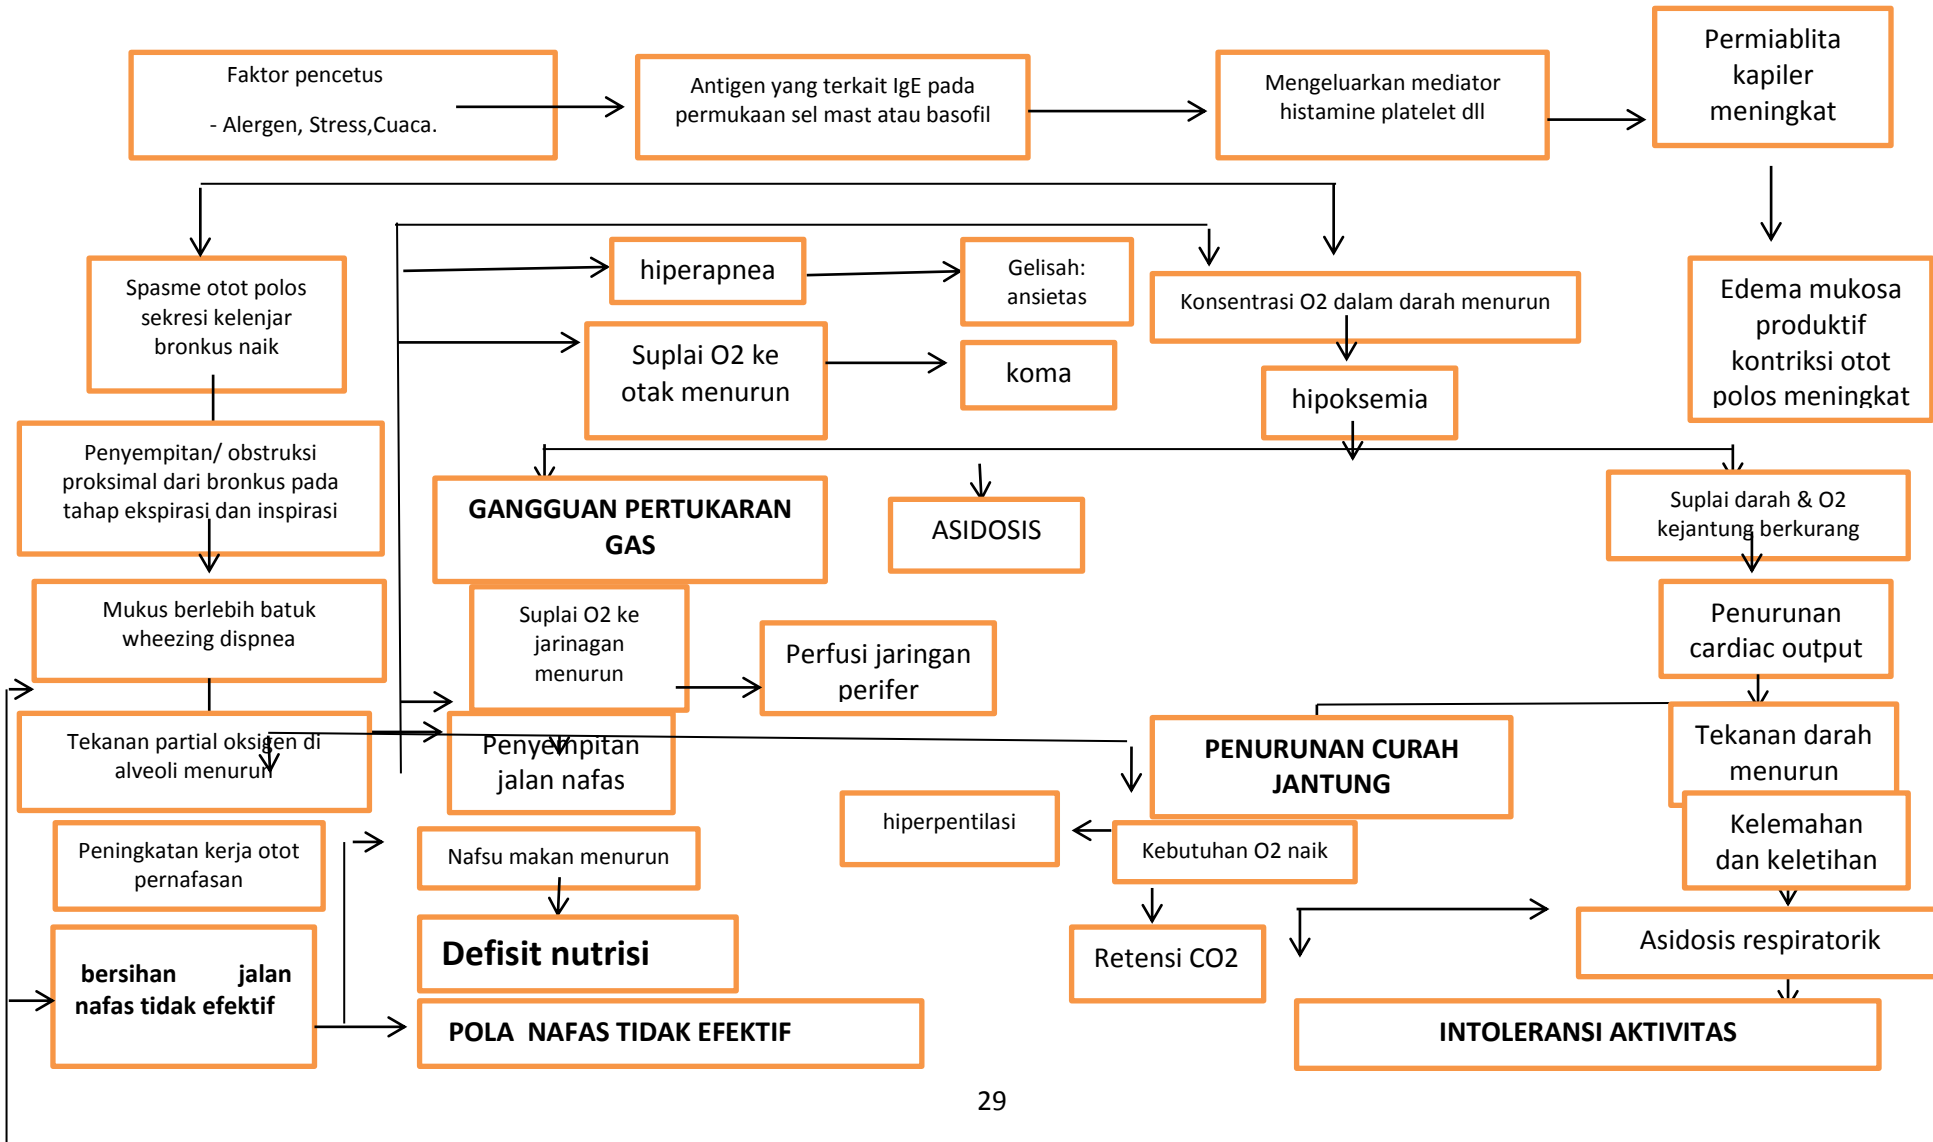 Faktor pencetus
- Alergen, Stress,Cuaca.
Antigen yang terkait IgE pada
permukaan sel mast atau basofil
Mengeluarkan mediator
histamine platelet dll
Permiablita
kapiler
meningkat
Spasme otot polos
sekresi kelenjar
bronkus naik
hiperapnea
Gelisah:
ansietas
Konsentrasi O2 dalam darah menurun
Edema mukosa
produktif
kontriksi otot
polos meningkat
Suplai O2 ke
otak menurun
koma
hipoksemia
Penyempitan/ obstruksi
proksimal dari bronkus pada
tahap ekspirasi dan inspirasi
GANGGUAN PERTUKARAN
GAS
ASIDOSIS
Suplai darah & O2
kejantung berkurang
Mukus berlebih batuk
wheezing dispnea
Suplai O2 ke
jarinagan
menurun
Perfusi jaringan
perifer
Penurunan
cardiac output
Tekanan partial oksigen di
alveoli menurun
Penyempitan
jalan nafas
PENURUNAN CURAH
JANTUNG
Tekanan darah
menurun
hiperpentilasi
Kebutuhan O2 naik
Kelemahan
dan keletihan
Peningkatan kerja otot
pernafasan
Nafsu makan menurun
Defisit nutrisi
Retensi CO2
Asidosis respiratorik
bersihan jalan
nafas tidak efektif
POLA NAFAS TIDAK EFEKTIF
INTOLERANSI AKTIVITAS
29